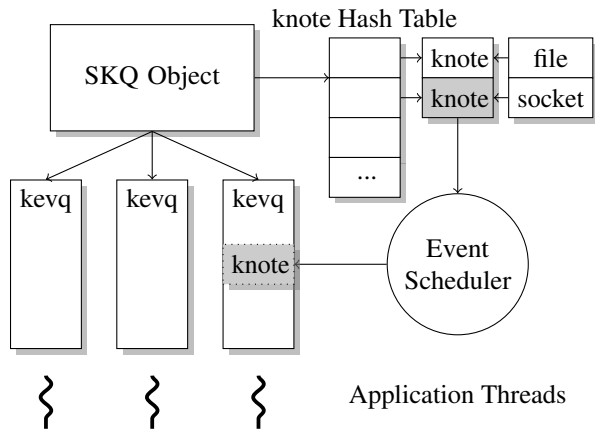 knote Hash Table
SKQ Object
knote
file
knote
socket
...
kevq
kevq
kevq
knote
Event
Scheduler
Application Threads